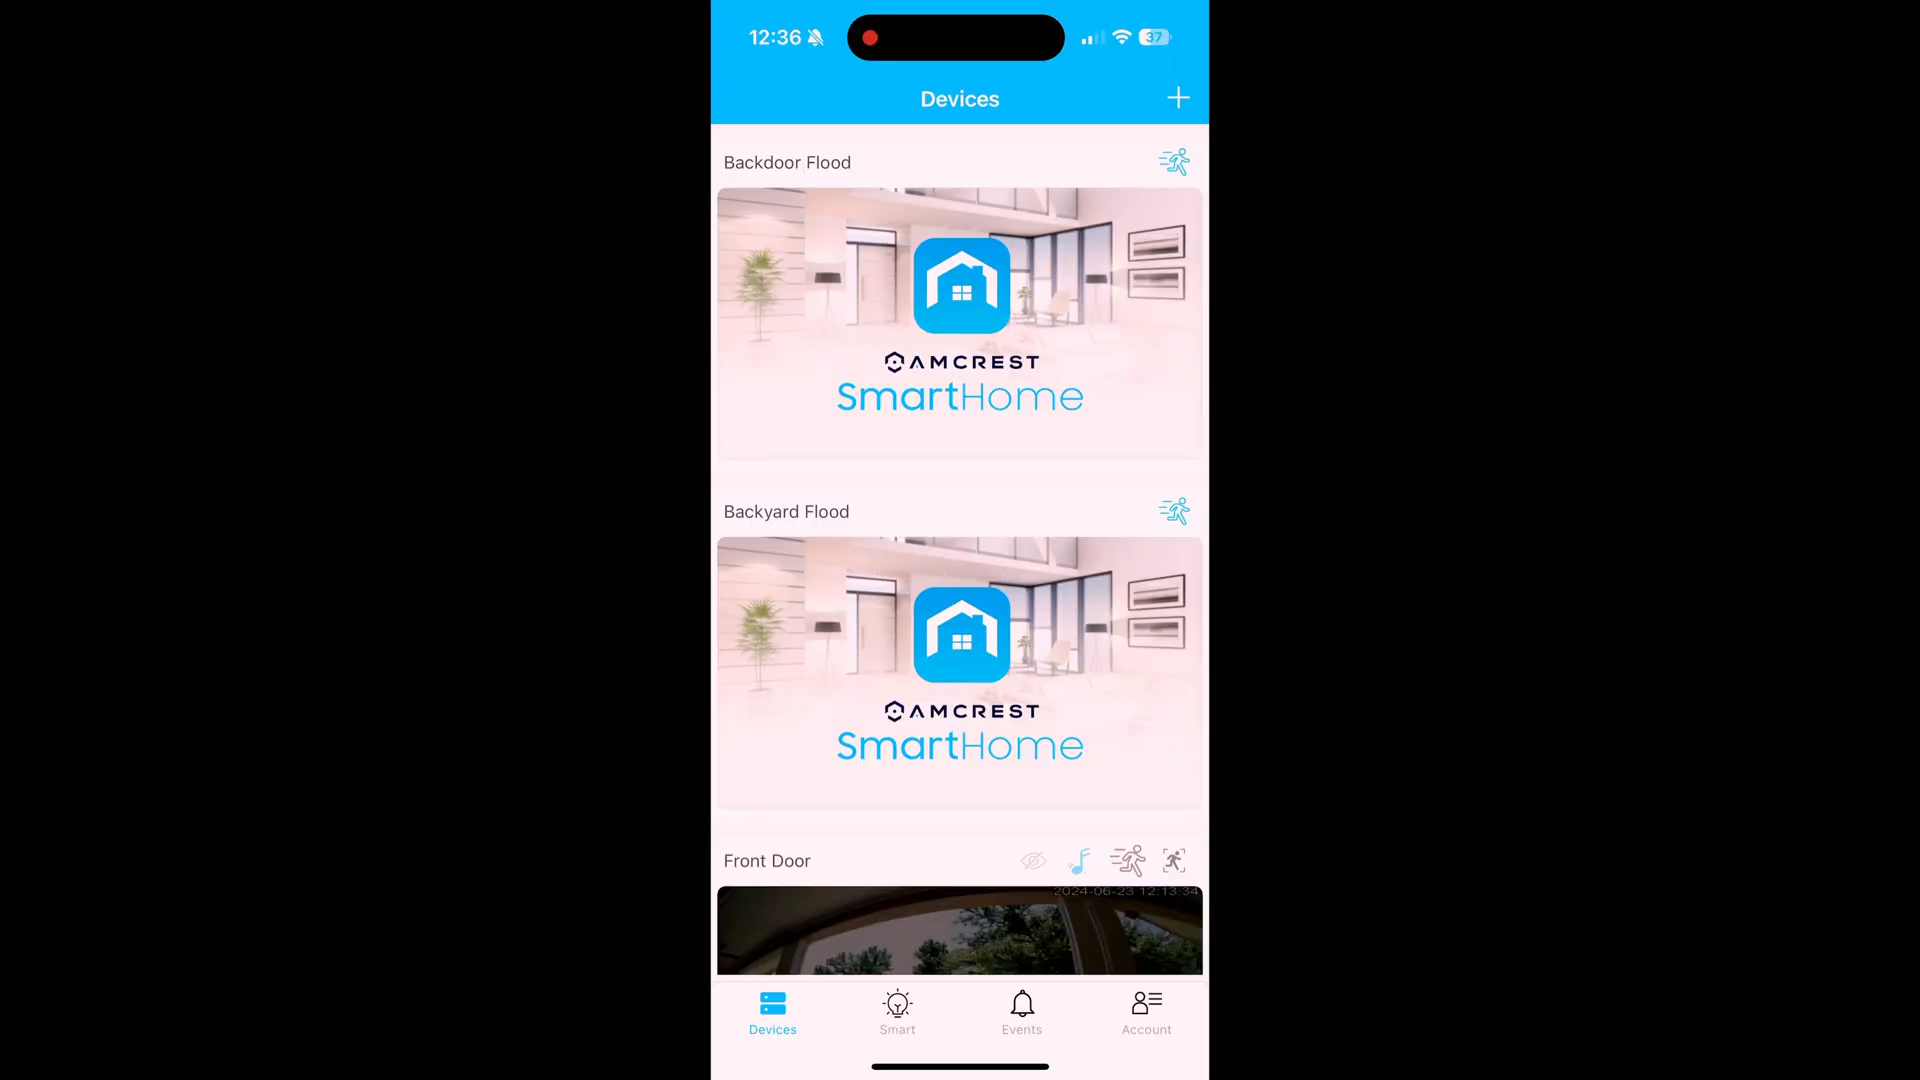 12:36
37
Devices
Backdoor Flood
AMCREST
SmartHome
Backyard Flood
AMCREST
SmartHome
Front Door
2024-06-23 12:13:34
Devices
Smart
Events
Account